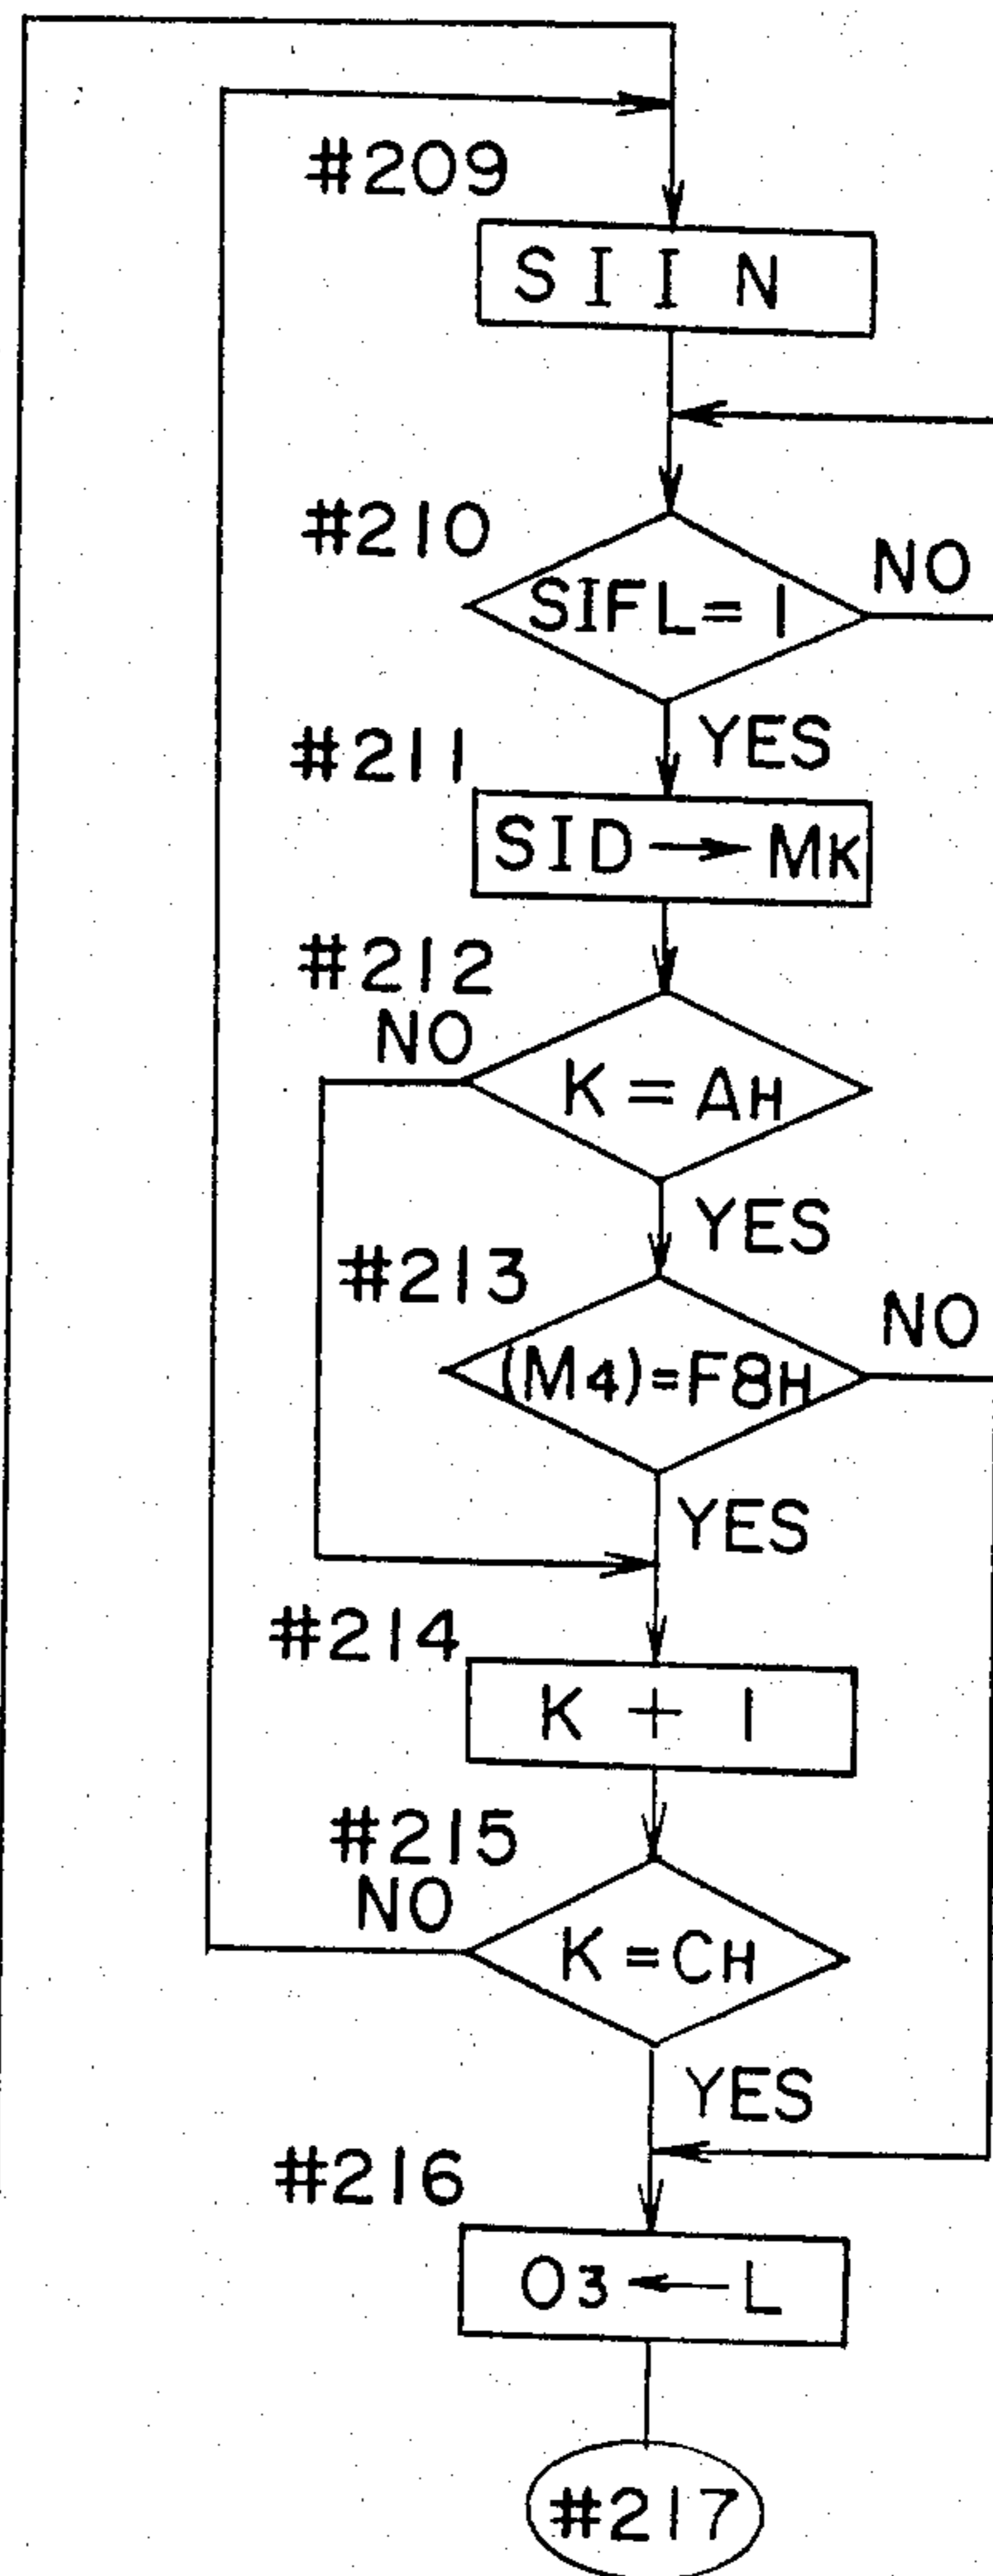 #209
S I I N
#210
SIFL= 1
NO
YES
#211
SID → MK
#212
NO
K = AH
YES
#213
NO
(M4)=F8H
YES
#214
K + 1
#215
NO
K = CH
YES
#216
O3 ← L
#217